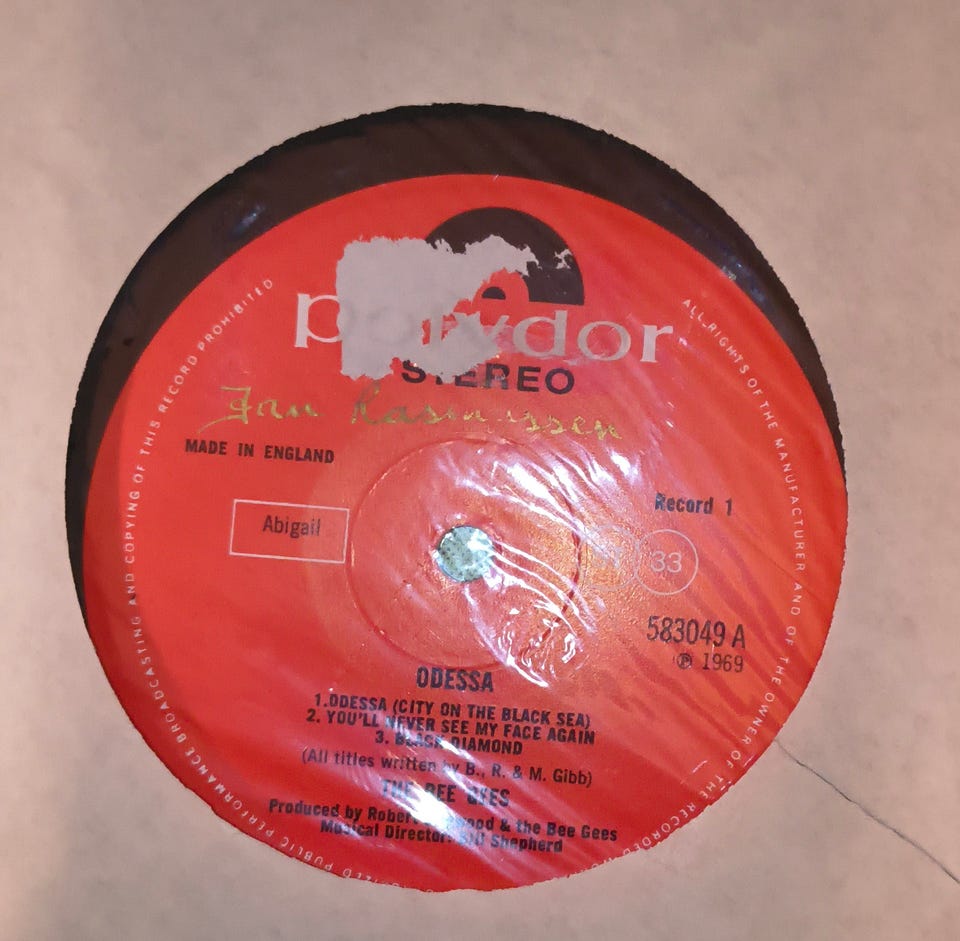 polydor
STEREO
Jan Rasmussen
MADE IN ENGLAND
Abigail
Record 1
33
583049 A
℗ 1969
ODESSA
1.ODESSA (CITY ON THE BLACK SEA)
2. YOU'LL NEVER SEE MY FACE AGAIN
3. BLACK DIAMOND
(All titles written by B., R. & M. Gibb)
THE BEE GEES
Produced by Robert & the Bee Gees
Musical Director: Bill Shepherd
ALL RIGHTS OF THE MANUFACTURER AND OF THE OWNER OF THE RECORDED
PUBLIC PERFORMANCE BROADCASTING AND COPYING OF THIS RECORD PROHIBITED